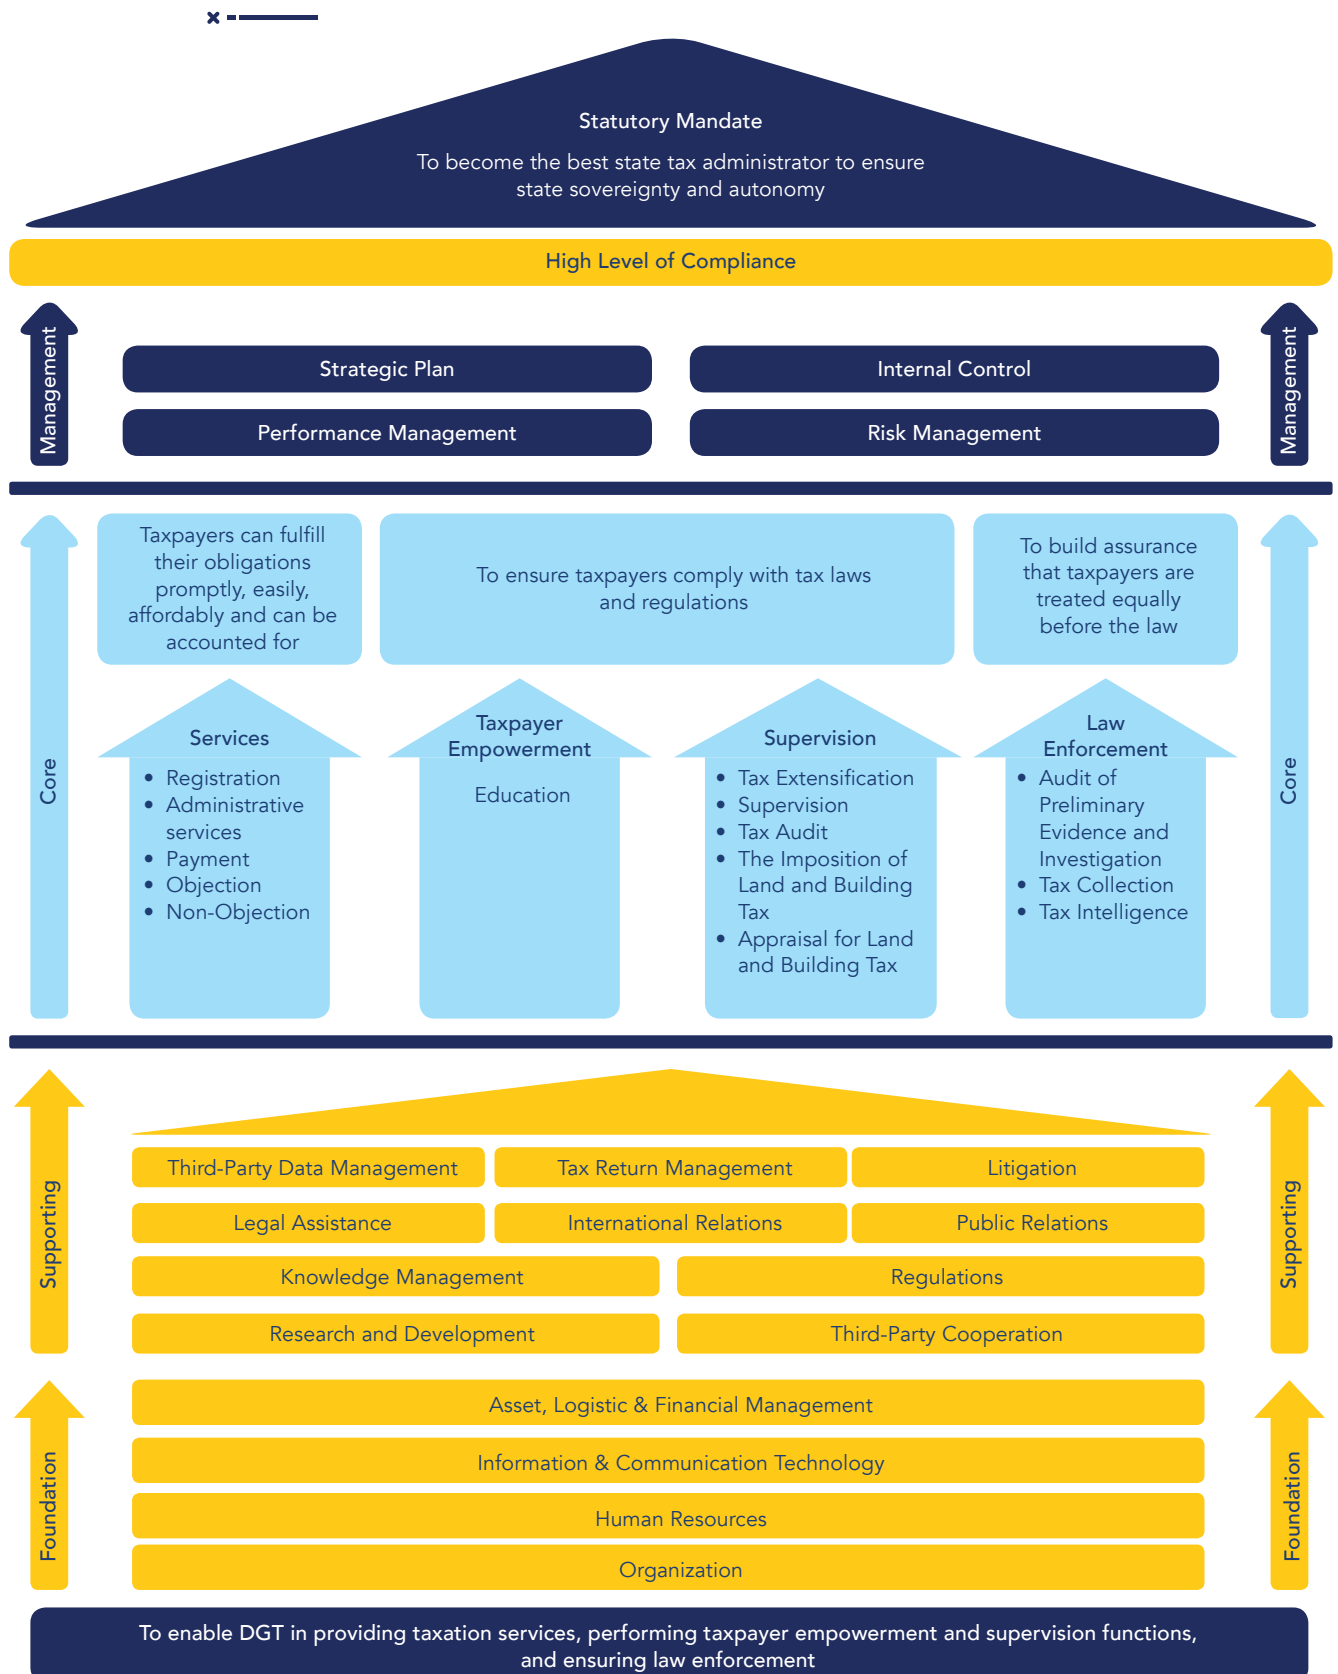 Statutory Mandate
To become the best state tax administrator to ensure
state sovereignty and autonomy
High Level of Compliance
Management
Strategic Plan
Internal Control
Performance Management
Risk Management
Management
Core
Taxpayers can fulfill
their obligations
promptly, easily,
affordably and can be
accounted for
To ensure taxpayers comply with tax laws
and regulations
To build assurance
that taxpayers are
treated equally
before the law
Services
• Registration
• Administrative
services
• Payment
• Objection
• Non-Objection
Taxpayer
Empowerment
Education
Supervision
• Tax Extensification
• Supervision
• Tax Audit
• The Imposition of
Land and Building
Tax
• Appraisal for Land
and Building Tax
Law
Enforcement
• Audit of
Preliminary
Evidence and
Investigation
• Tax Collection
• Tax Intelligence
Core
Supporting
Third-Party Data Management
Tax Return Management
Litigation
Legal Assistance
International Relations
Public Relations
Knowledge Management
Regulations
Research and Development
Third-Party Cooperation
Supporting
Foundation
Asset, Logistic & Financial Management
Information & Communication Technology
Human Resources
Organization
Foundation
To enable DGT in providing taxation services, performing taxpayer empowerment and supervision functions,
and ensuring law enforcement